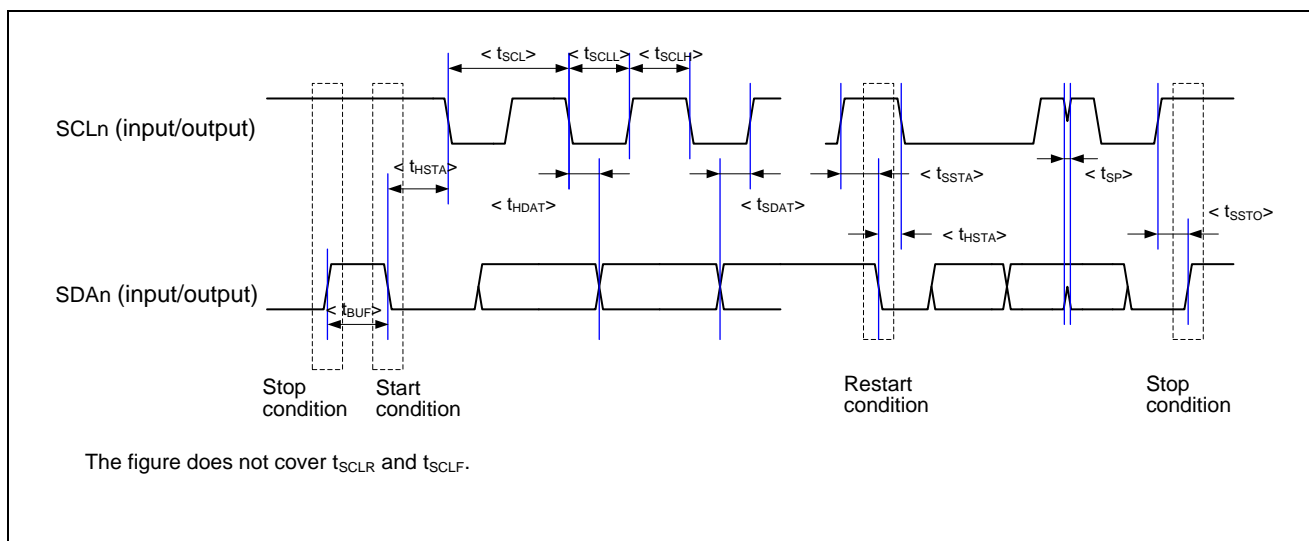 < tSCL> < tSCLL> < tSCLH>
SCLn (input/output)
< tHSTA>
< tHDAT>
< tSDAT>
< tSSTA>
< tSP>
< tHSTA>
< tSSTO>
SDAn (input/output)
< tBUF>
Stop
condition
Start
condition
Restart
condition
Stop
condition
The figure does not cover tSCLR and tSCLF.